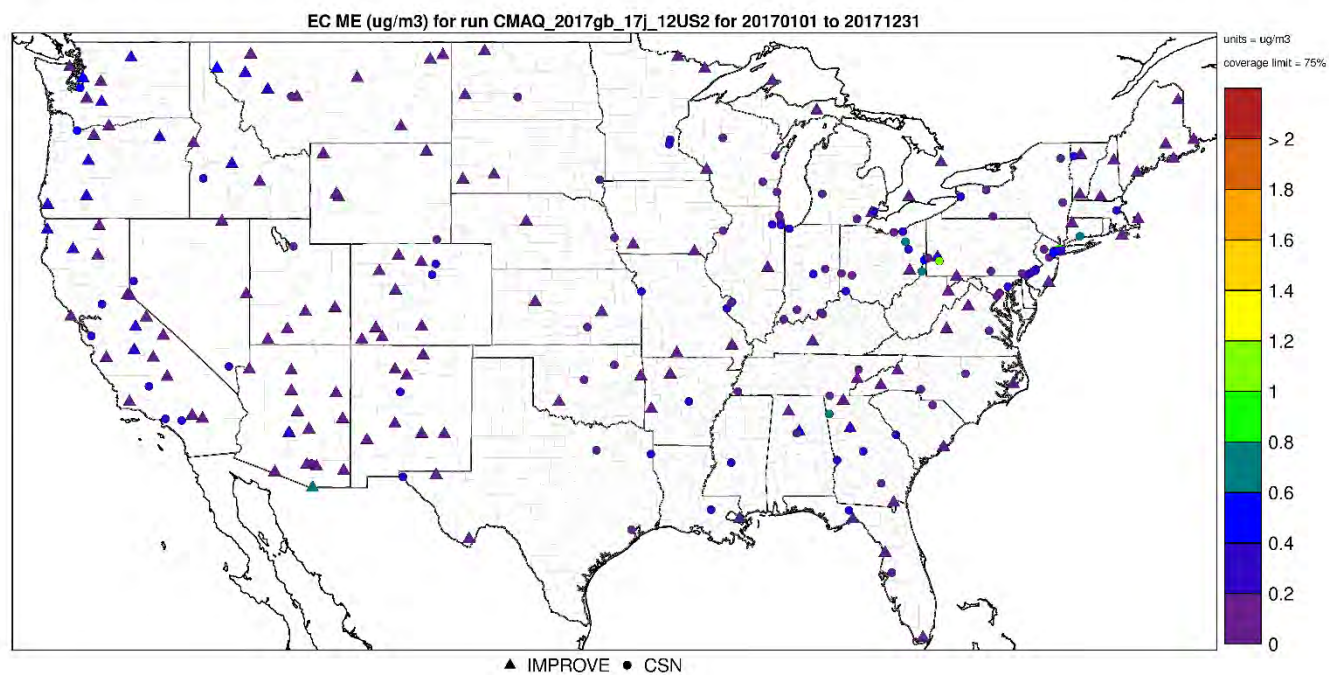 EC ME (ug/m3) for run CMAQ_2017gb_17j_12US2 for 20170101 to 20171231
units = ug/m3
coverage limit = 75%
> 2
1.8
1.6
1.4
1.2
1
0.8
0.6
0.4
0.2
0
IMPROVE CSN